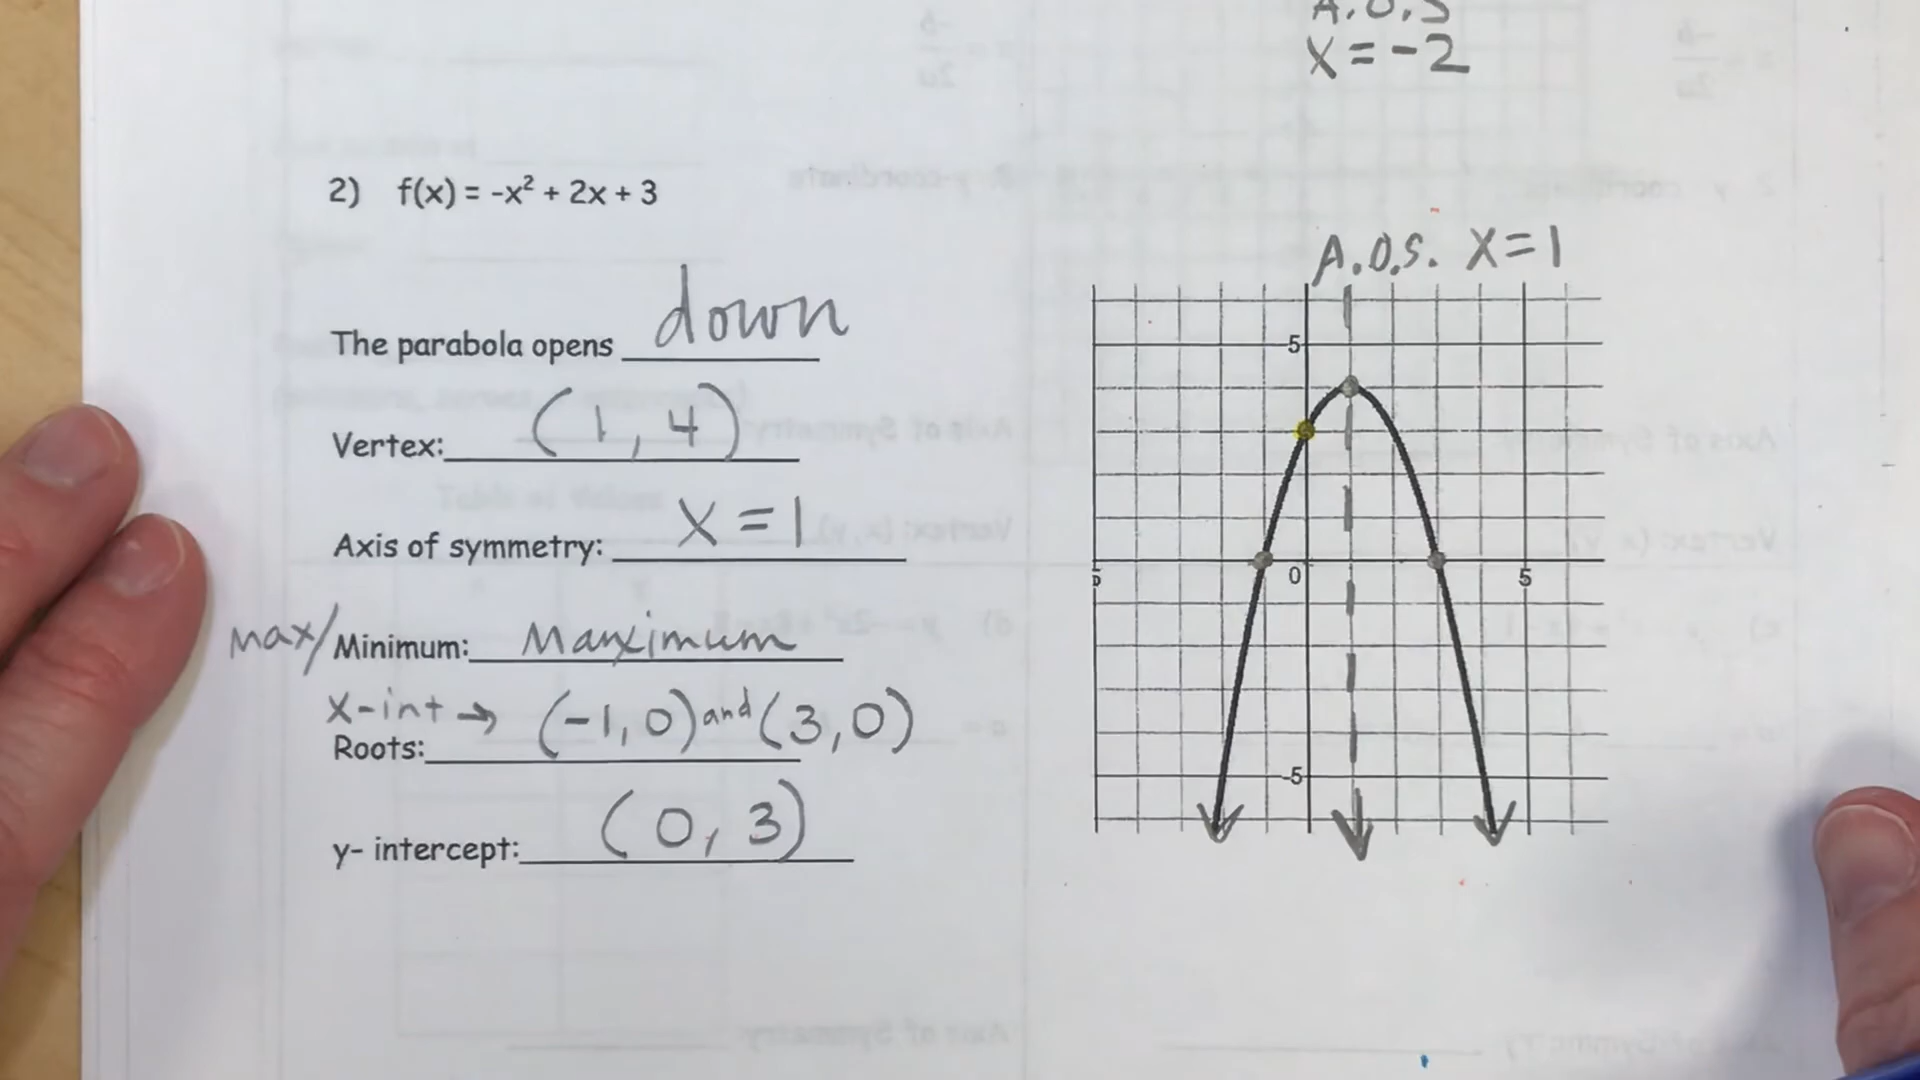 A.O.S
X = -2
2) f(x) = -x² + 2x + 3
A.O.S. X=1
The parabola opens down
Vertex: (1, 4)
Axis of symmetry: X = 1
Max/Minimum: Maximum
X-int → (-1,0) and (3,0)
Roots:
y- intercept: (0, 3)
5
5
0
5
-5